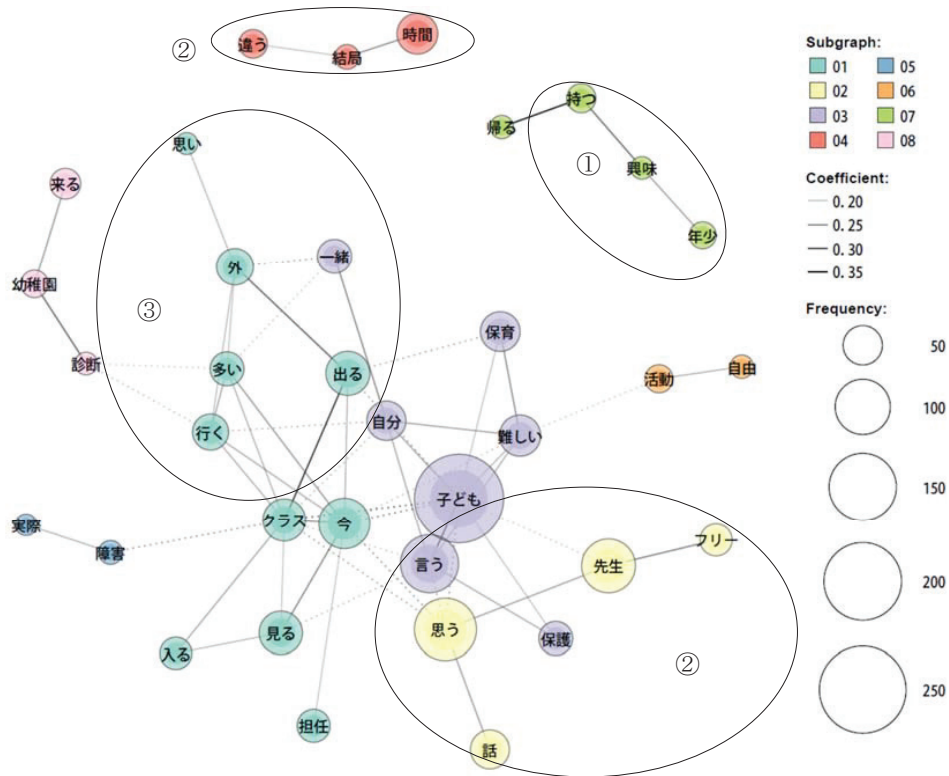 ②
違う
結局
時間
持つ
帰る
①
興味
年少
思い
来る
外
一緒
幼稚園
③
保育
診断
多い
出る
活動
自由
行く
自分
難しい
子ども
クラス
今
実際
障害
言う
先生
フリー
思う
見る
保護
入る
②
担任
話
Subgraph:
01 05
02 06
03 07
04 08
Coefficient:
0.20
0.25
0.30
0.35
Frequency:
50
100
150
200
250